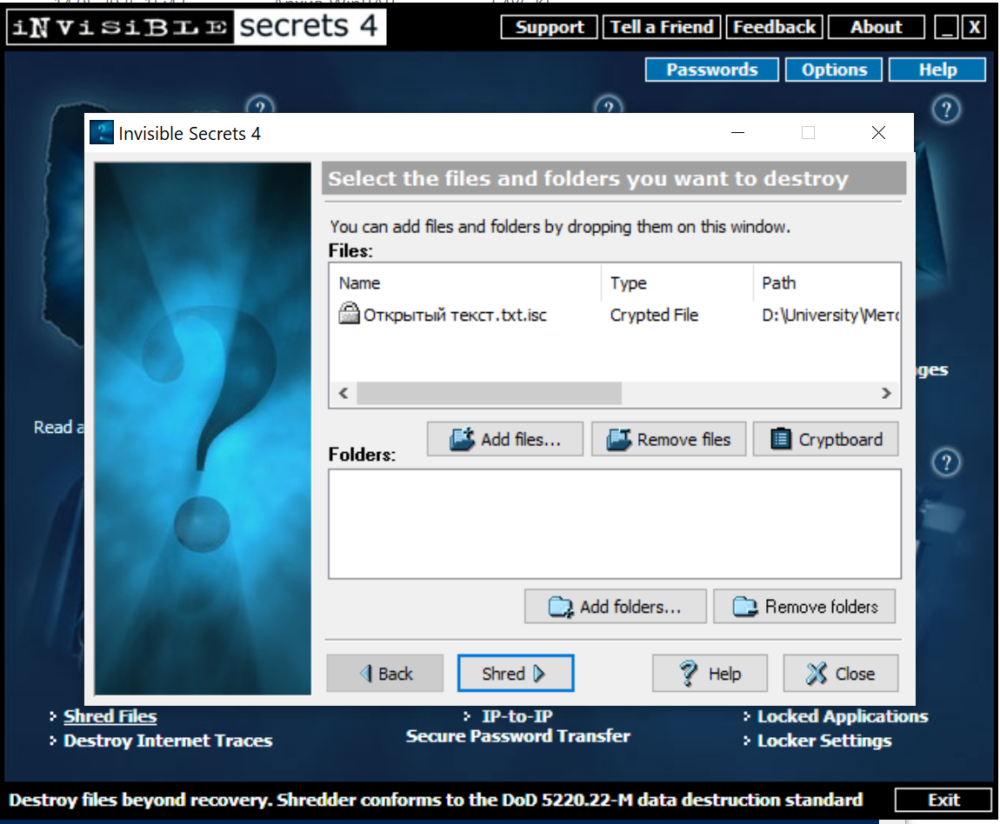 iNVisiBLE secrets 4
Support
Tell a Friend
Feedback
About
_
X
Passwords
Options
Help
?
?
?
Invisible Secrets 4
Select the files and folders you want to destroy
You can add files and folders by dropping them on this window.
Files:
Name Type Path
Открытый текст.txt.isc Crypted File D:\University\Мето
ges
Read a
Add files...
Remove files
Cryptboard
Folders:
?
Add folders...
Remove folders
Back
Shred
Help
Close
Shred Files
IP-to-IP
Locked Applications
Destroy Internet Traces
Secure Password Transfer
Locker Settings
Destroy files beyond recovery. Shredder conforms to the DoD 5220.22-M data destruction standard
Exit